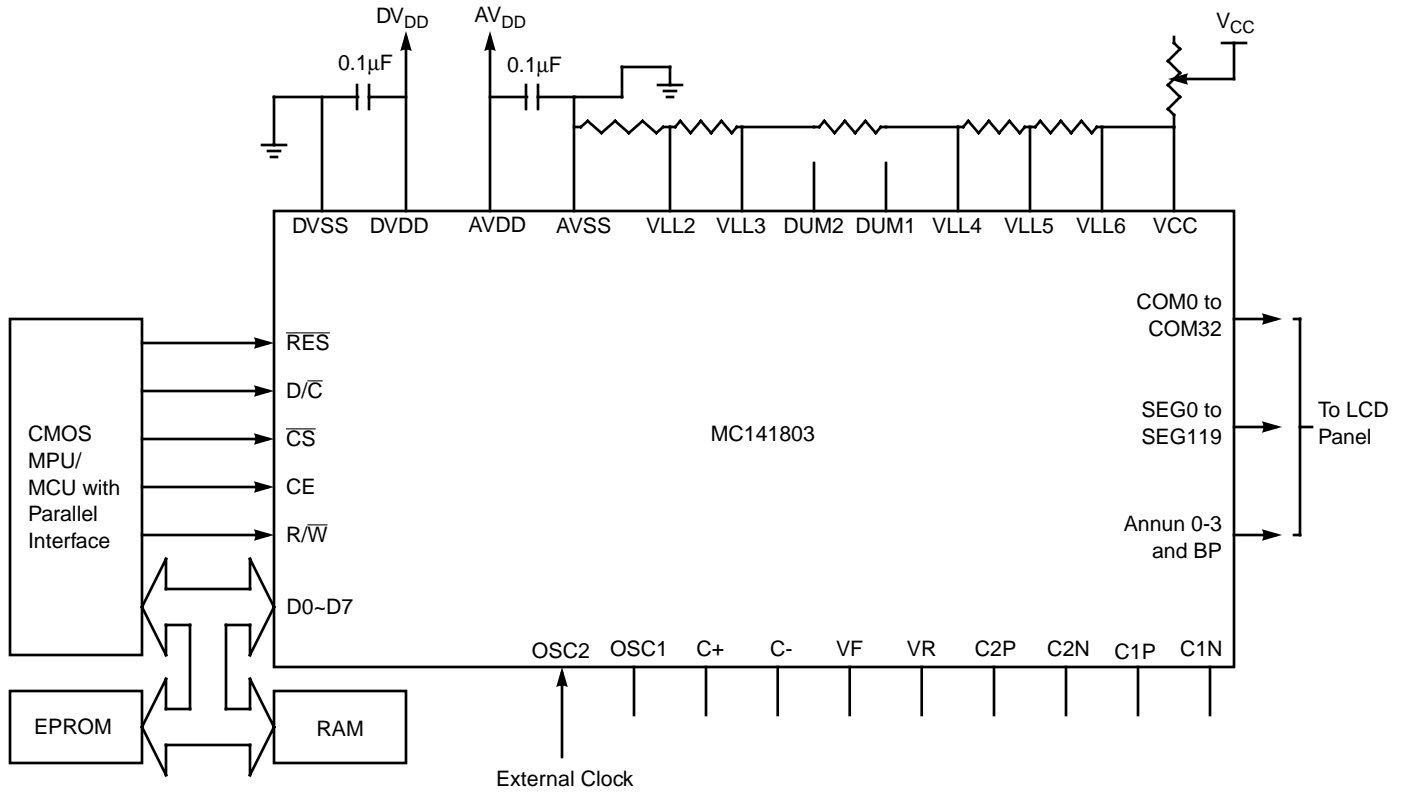 DVDD
AVDD
VCC
0.1μF
0.1μF
DVSS
DVDD
AVDD
AVSS
VLL2
VLL3
DUM2
DUM1
VLL4
VLL5
VLL6
VCC
COM0 to
COM32
RES
D/C
CS
CE
R/W
D0~D7
CMOS
MPU/
MCU with
Parallel
Interface
MC141803
SEG0 to
SEG119
To LCD
Panel
Annun 0-3
and BP
OSC2
OSC1
C+
C-
VF
VR
C2P
C2N
C1P
C1N
EPROM
RAM
External Clock